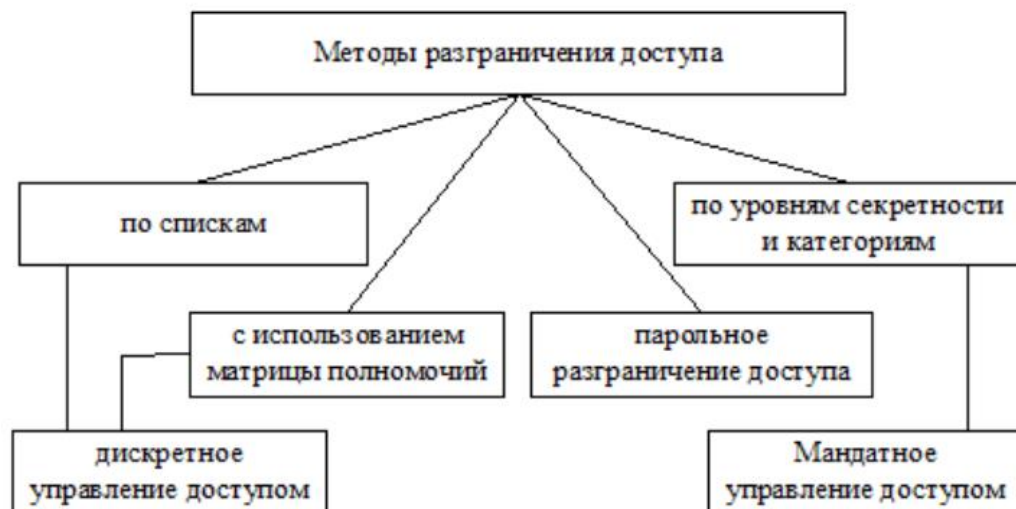 Методы разграничения доступа
по спискам
по уровням секретности
и категориям
с использованием
матрицы полномочий
парольное
разграничение доступа
дискретное
управление доступом
Мандатное
управление доступом